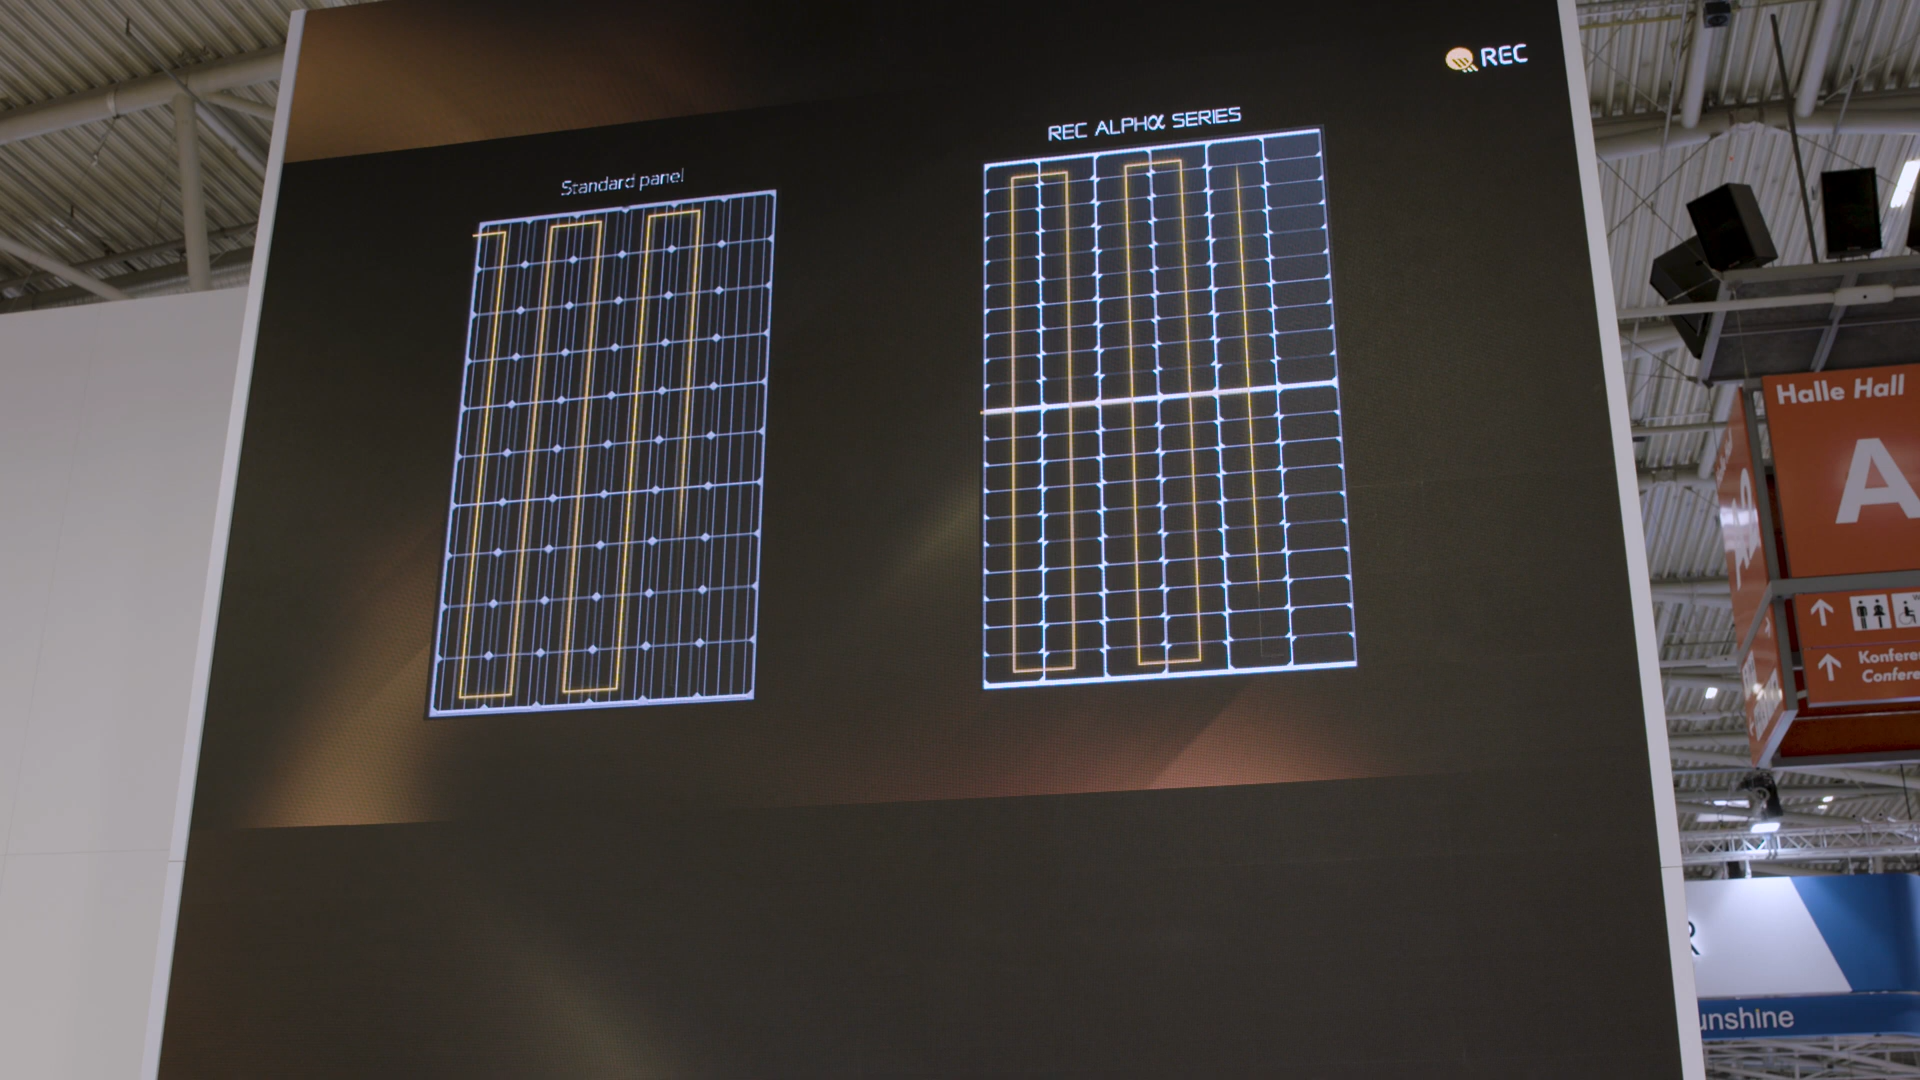 REC
REC ALPHα SERIES
Standard panel
Halle Hall
A
Konfere
Confere
unshine